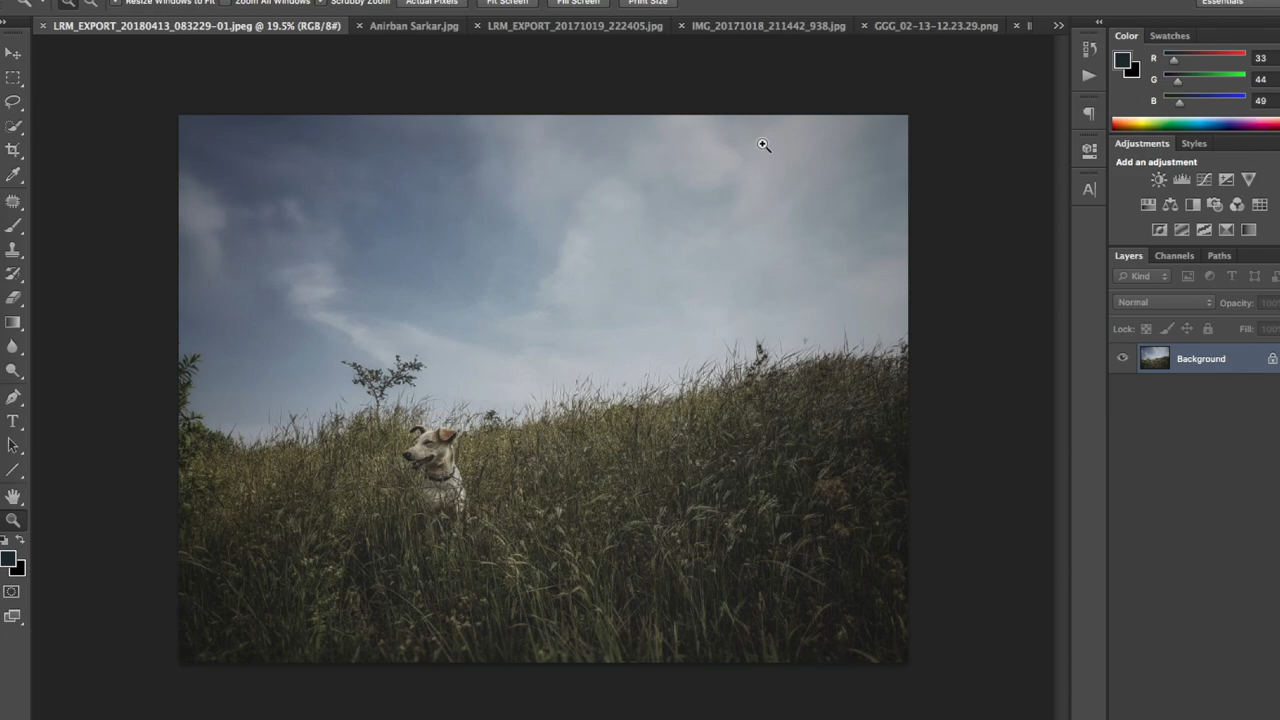 Resize Windows to Fit Zoom All Windows Scrubby Zoom Actual Pixels Fit Screen Fill Screen Print Size Essentials
× LRM_EXPORT_20180413_083229-01.jpeg @ 19.5% (RGB/8#) × Anirban Sarkar.jpg × LRM_EXPORT_20171019_222405.jpg × IMG_20171018_211442_938.jpg × GGG_02-13-12.23.29.png ×
Color Swatches
R 33
G 44
B 49
Adjustments Styles
Add an adjustment
Layers Channels Paths
Kind
Normal Opacity:
Lock: Fill:
Background